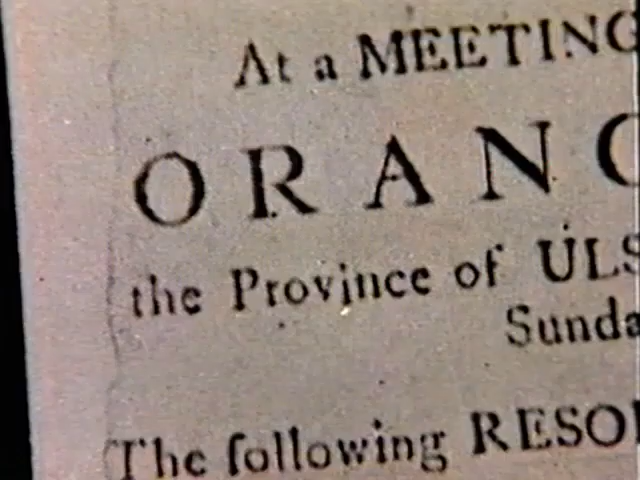 At a MEETING
ORANG
the Province of ULS
Sunda
The following RESO